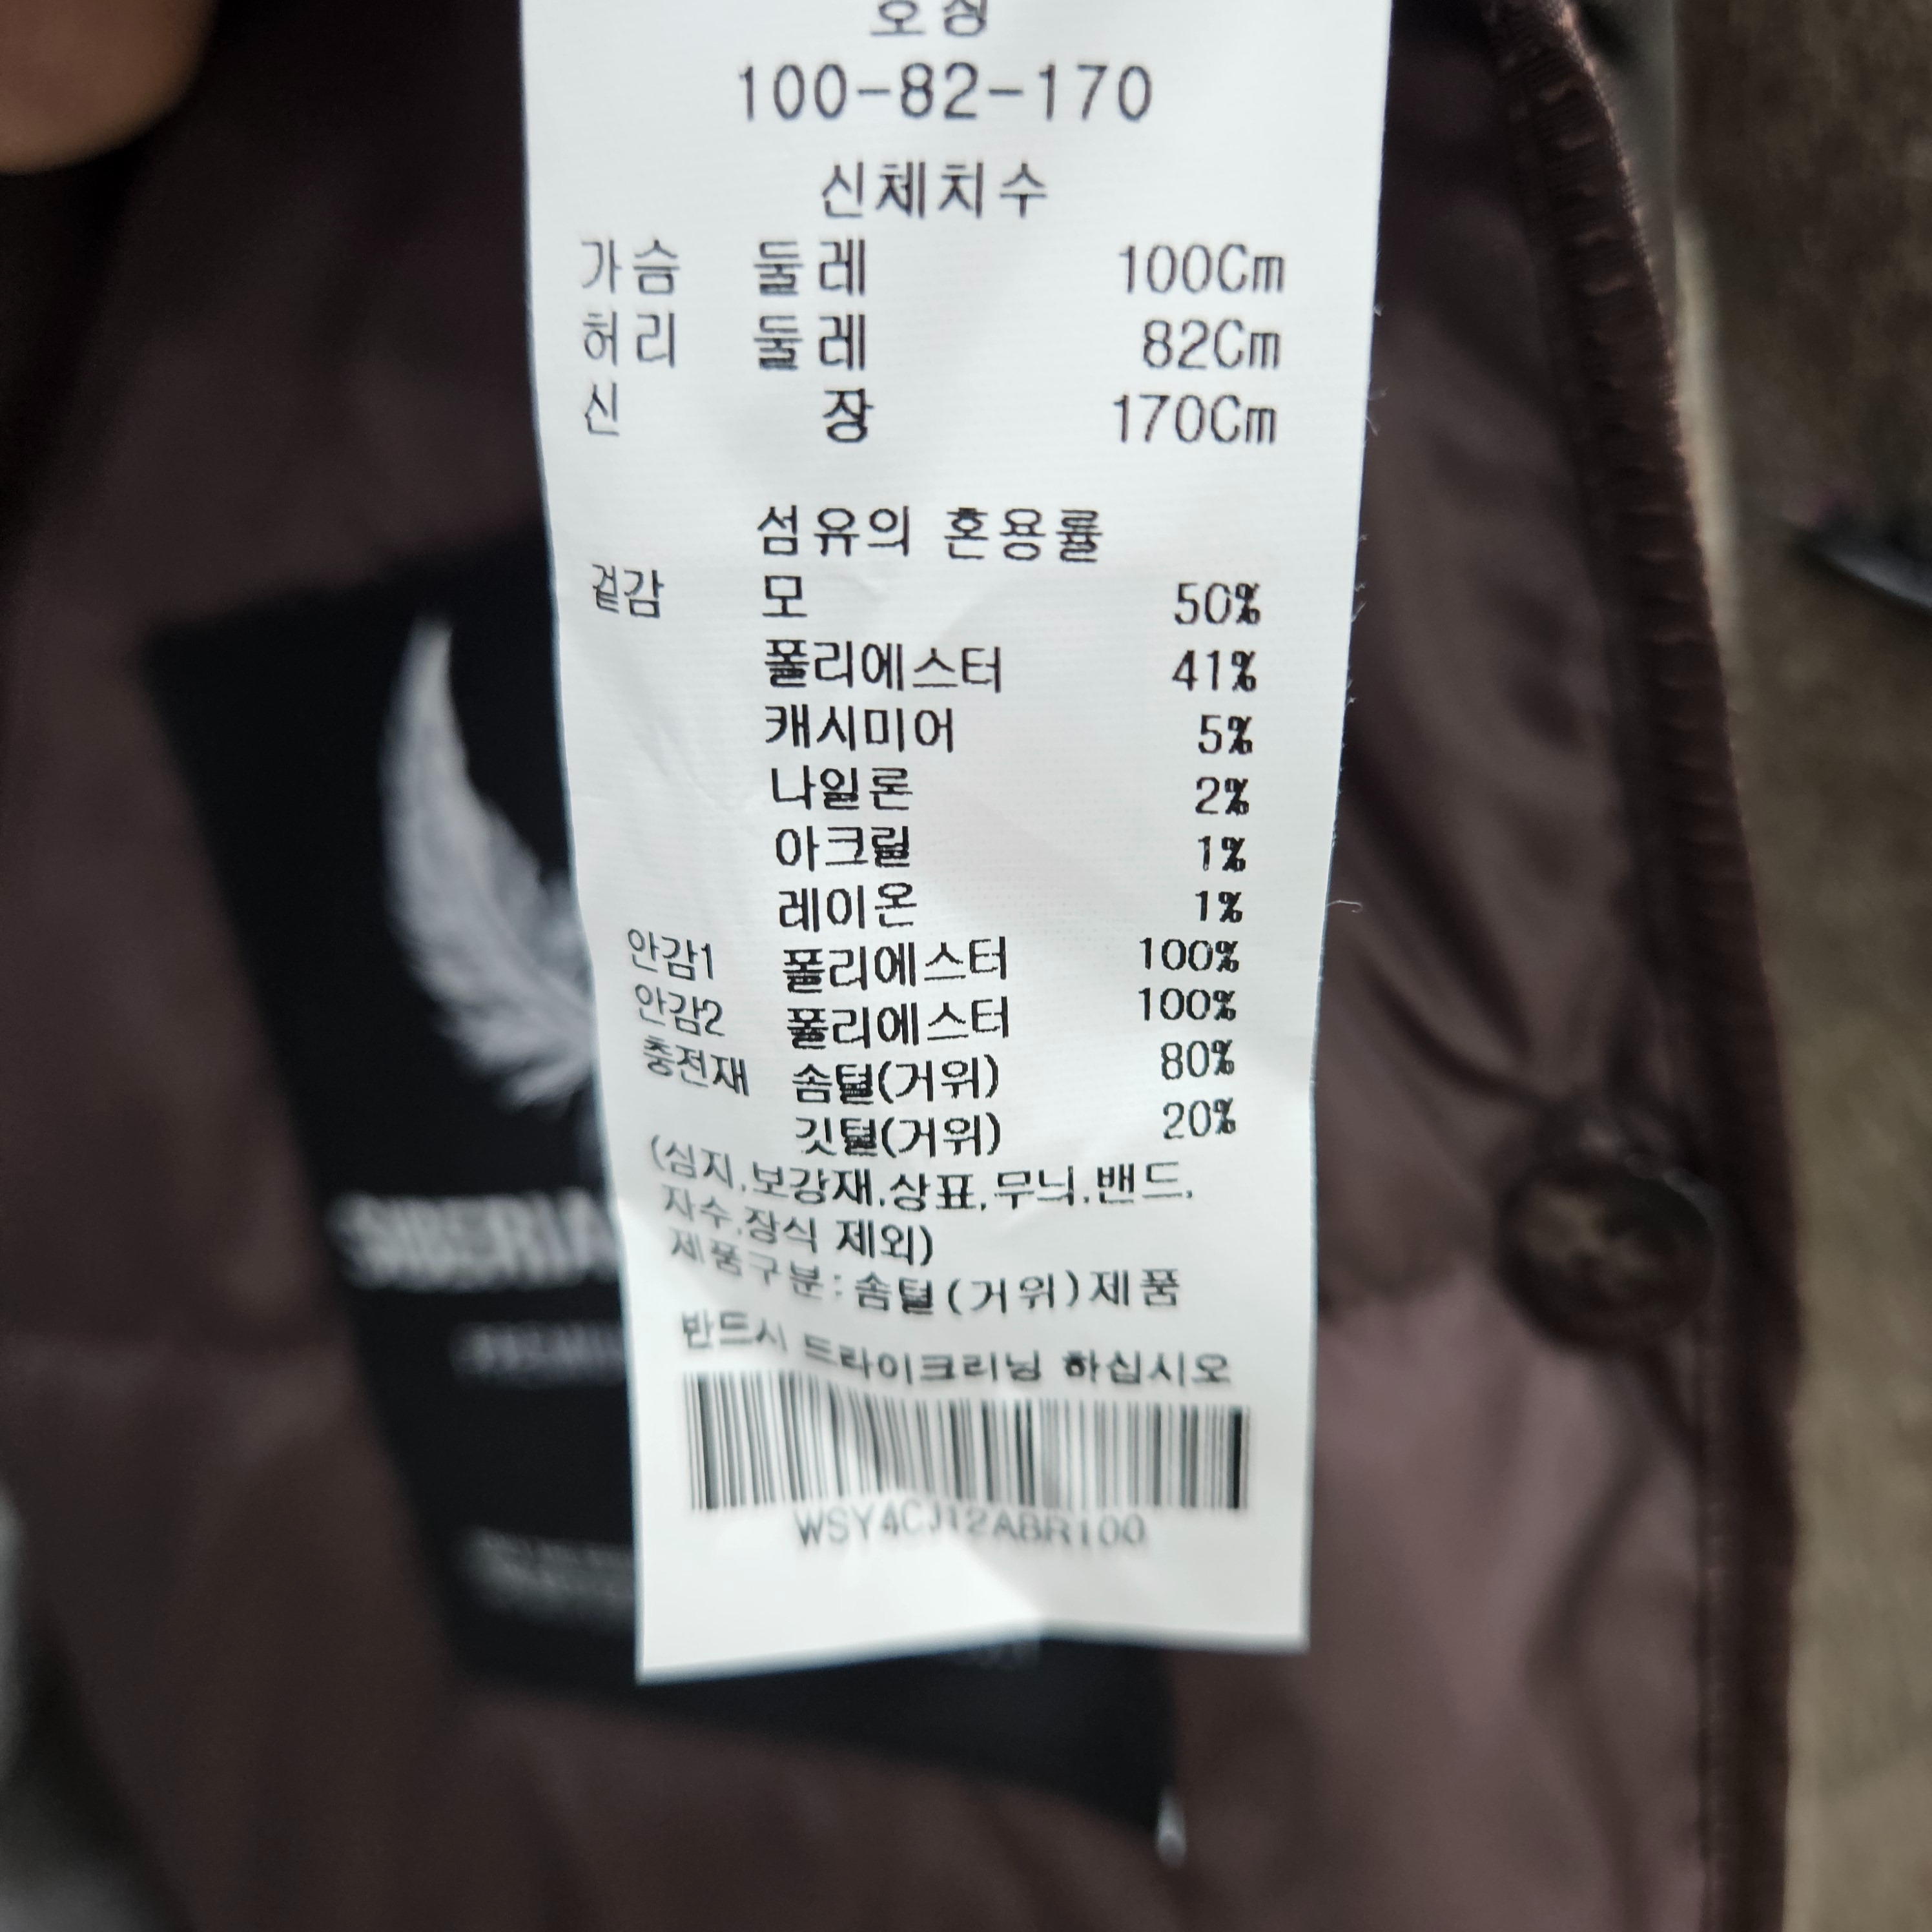 호칭
100-82-170
신체치수
가슴 둘레 100Cm
허리 둘레 82Cm
신 장 170Cm
섬유의 혼용률
겉감 모 50%
폴리에스터 41%
캐시미어 5%
나일론 2%
아크릴 1%
레이온 1%
안감1 폴리에스터 100%
안감2 폴리에스터 100%
충전재 솜털(거위) 80%
깃털(거위) 20%
(심지,보강재,상표,무늬,밴드,
자수,장식 제외)
제품구분:솜털(거위)제품
반드시 드라이크리닝 하십시오
WSY4CJ12ABR100
SIBERIA